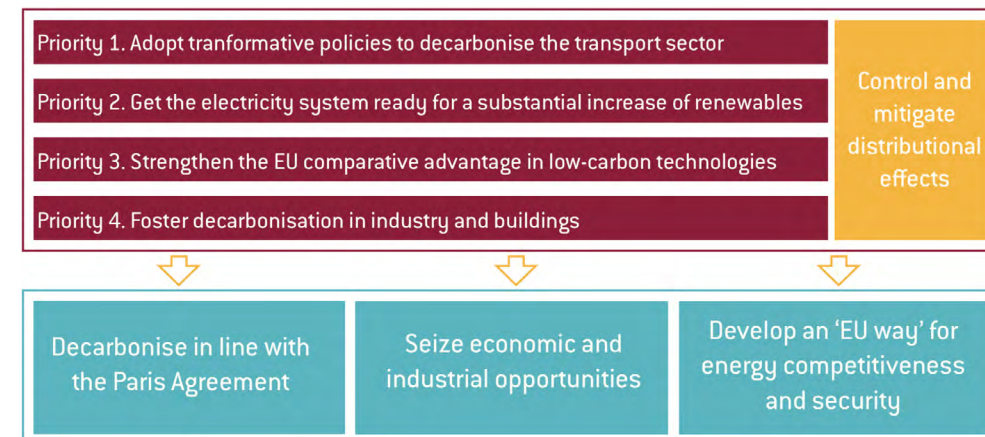 Priority 1. Adopt tranformative policies to decarbonise the transport sector
Priority 2. Get the electricity system ready for a substantial increase of renewables
Priority 3. Strengthen the EU comparative advantage in low-carbon technologies
Priority 4. Foster decarbonisation in industry and buildings
Control and
mitigate
distributional
effects
Decarbonise in line with
the Paris Agreement
Seize economic and
industrial opportunities
Develop an ‘EU way’ for
energy competitiveness
and security